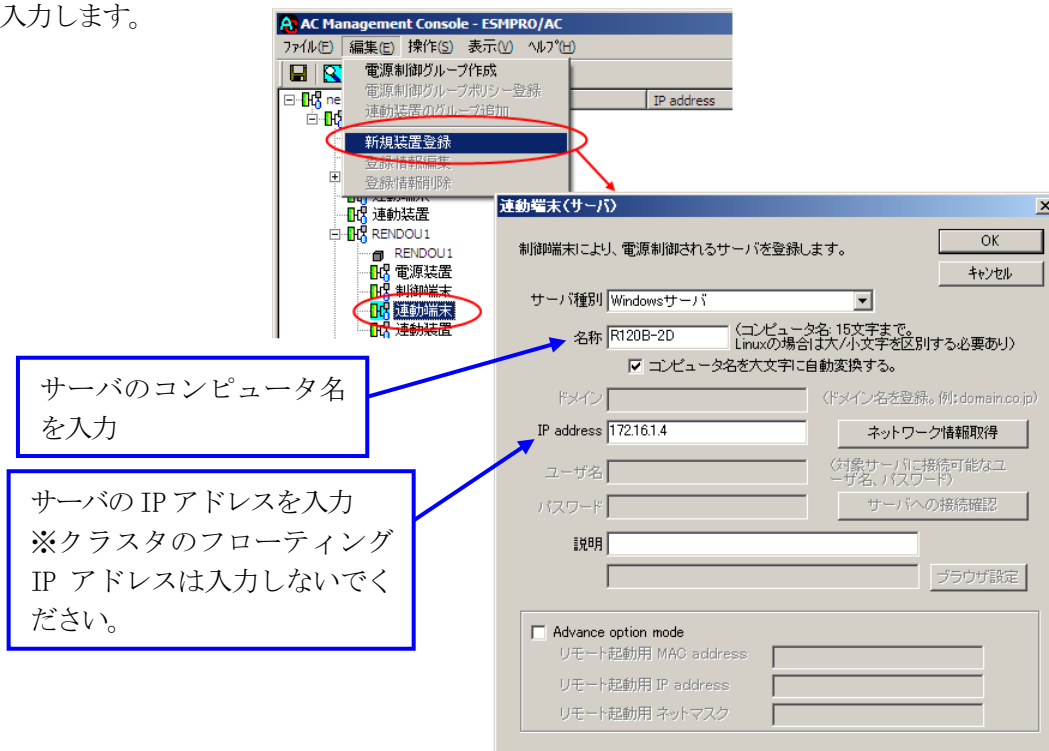 入力します。
AC Management Console - ESMPRO/AC
ファイル(F) 編集(E) 操作(S) 表示(V) ヘルプ(H)
電源制御グループ作成
電源制御グループポリシー登録
連動装置のグループ追加
新規装置登録
登録情報編集
登録情報削除
ne
IP address
連動端末
連動装置
RENDOU1
RENDOU1
電源装置
制御端末
連動端末
連動装置
連動端末(サーバ)
制御端末により、電源制御されるサーバを登録します。
OK
キャンセル
サーバ種別 Windowsサーバ
名称 R120B-2D (コンピュータ名: 15文字まで。
Linuxの場合は大/小文字を区別する必要あり)
コンピュータ名を大文字に自動変換する。
ドメイン (ドメイン名を登録。例:domain.co.jp)
IP address 172.16.1.4 ネットワーク情報取得
ユーザ名 (対象サーバに接続可能なユ
ーザ名、パスワード)
パスワード サーバへの接続確認
説明
ブラウザ設定
Advance option mode
リモート起動用 MAC address
リモート起動用 IP address
リモート起動用 ネットマスク
サーバのコンピュータ名
を入力
サーバの IP アドレスを入力
※クラスタのフローティング
IP アドレスは入力しないでく
ださい。